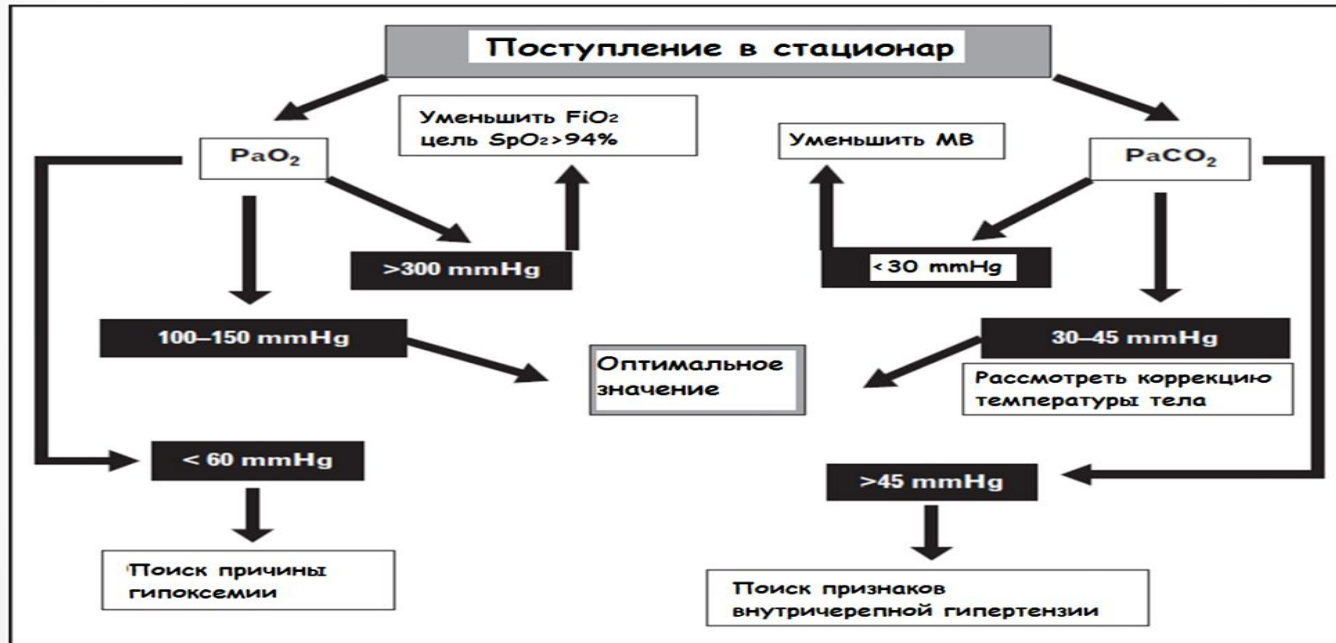 Поступление в стационар
Уменьшить FiO₂
цель SpO₂>94%
Уменьшить МВ
PaO₂
PaCO₂
>300 mmHg
<30 mmHg
100–150 mmHg
30–45 mmHg
Оптимальное
значение
Рассмотреть коррекцию
температуры тела
< 60 mmHg
>45 mmHg
Поиск причины
гипоксемии
Поиск признаков
внутричерепной гипертензии